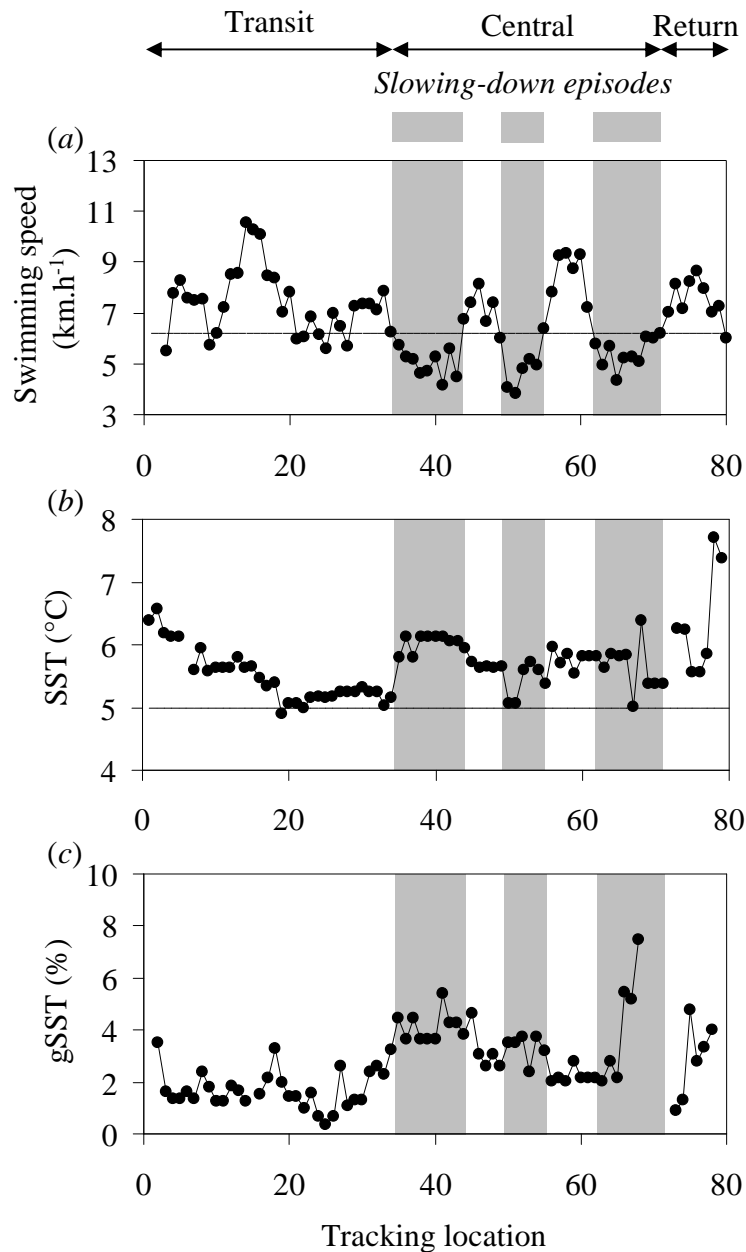 Transit Central Return
Slowing-down episodes
(a)
13
11
9
7
5
3
Swimming speed
(km.h-1)
0 20 40 60 80
(b)
8
7
6
5
4
SST (°C)
0 20 40 60 80
(c)
10
8
6
4
2
0
gSST (%)
0 20 40 60 80
Tracking location